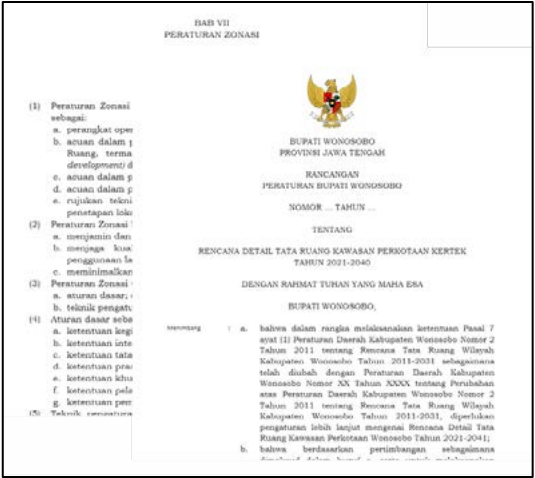 BAB VII
PERATURAN ZONASI
(1) Peraturan Zonasi
sebagai:
a. perangkat oper
b. acuan dalam p
Ruang, terma
development) d
c. acuan dalam p
d. acuan dalam p
e. rujukan tekni
penetapan loka
(2) Peraturan Zonasi
a. menjamin dan
b. menjaga kua
penggunaan la
c. meminimalkan
(3) Peraturan Zonasi
a. aturan dasar;
b. teknik pengatu
(4) Aturan dasar seba
a. ketentuan kegi
b. ketentuan inte
c. ketentuan tata
d. ketentuan pra
e. ketentuan khu
f. ketentuan pela
g. ketentuan per
(5) Teknik pengatura
BUPATI WONOSOBO
PROVINSI JAWA TENGAH
RANCANGAN
PERATURAN BUPATI WONOSOBO
NOMOR ... TAHUN ...
TENTANG
RENCANA DETAIL TATA RUANG KAWASAN PERKOTAAN KERTEK
TAHUN 2021-2040
DENGAN RAHMAT TUHAN YANG MAHA ESA
BUPATI WONOSOBO,
Menimbang : a. bahwa dalam rangka melaksanakan ketentuan Pasal 7
ayat (1) Peraturan Daerah Kabupaten Wonosobo Nomor 2
Tahun 2011 tentang Rencana Tata Ruang Wilayah
Kabupaten Wonosobo Tahun 2011-2031 sebagaimana
telah diubah dengan Peraturan Daerah Kabupaten
Wonosobo Nomor XX Tahun XXXX tentang Perubahan
atas Peraturan Daerah Kabupaten Wonosobo Nomor 2
Tahun 2011 tentang Rencana Tata Ruang Wilayah
Kabupaten Wonosobo Tahun 2011-2031, diperlukan
pengaturan lebih lanjut mengenai Rencana Detail Tata
Ruang Kawasan Perkotaan Wonosobo Tahun 2021-2041;
b. bahwa berdasarkan pertimbangan sebagaimana